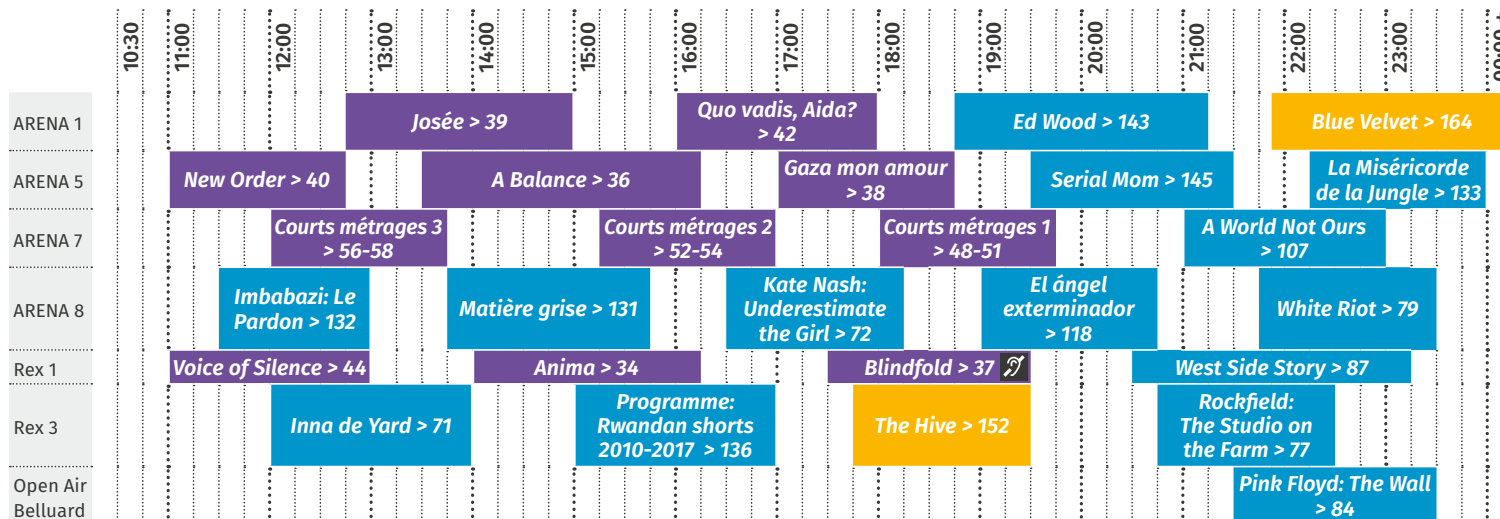 10:30
11:00
12:00
13:00
14:00
15:00
16:00
17:00
18:00
19:00
20:00
21:00
22:00
23:00
00:00 +
ARENA 1
Josée > 39
Quo vadis, Aida?
> 42
Ed Wood > 143
Blue Velvet > 164
ARENA 5
New Order > 40
A Balance > 36
Gaza mon amour
> 38
Serial Mom > 145
La Miséricorde
de la Jungle > 133
ARENA 7
Courts métrages 3
> 56-58
Courts métrages 2
> 52-54
Courts métrages 1
> 48-51
A World Not Ours
> 107
ARENA 8
Imbabazi: Le
Pardon > 132
Matière grise > 131
Kate Nash:
Underestimate
the Girl > 72
El ángel
exterminador
> 118
White Riot > 79
Rex 1
Voice of Silence > 44
Anima > 34
Blindfold > 37
West Side Story > 87
Rex 3
Inna de Yard > 71
Programme:
Rwandan shorts
2010-2017 > 136
The Hive > 152
Rockfield:
The Studio on
the Farm > 77
Open Air
Belluard
Pink Floyd: The Wall
> 84